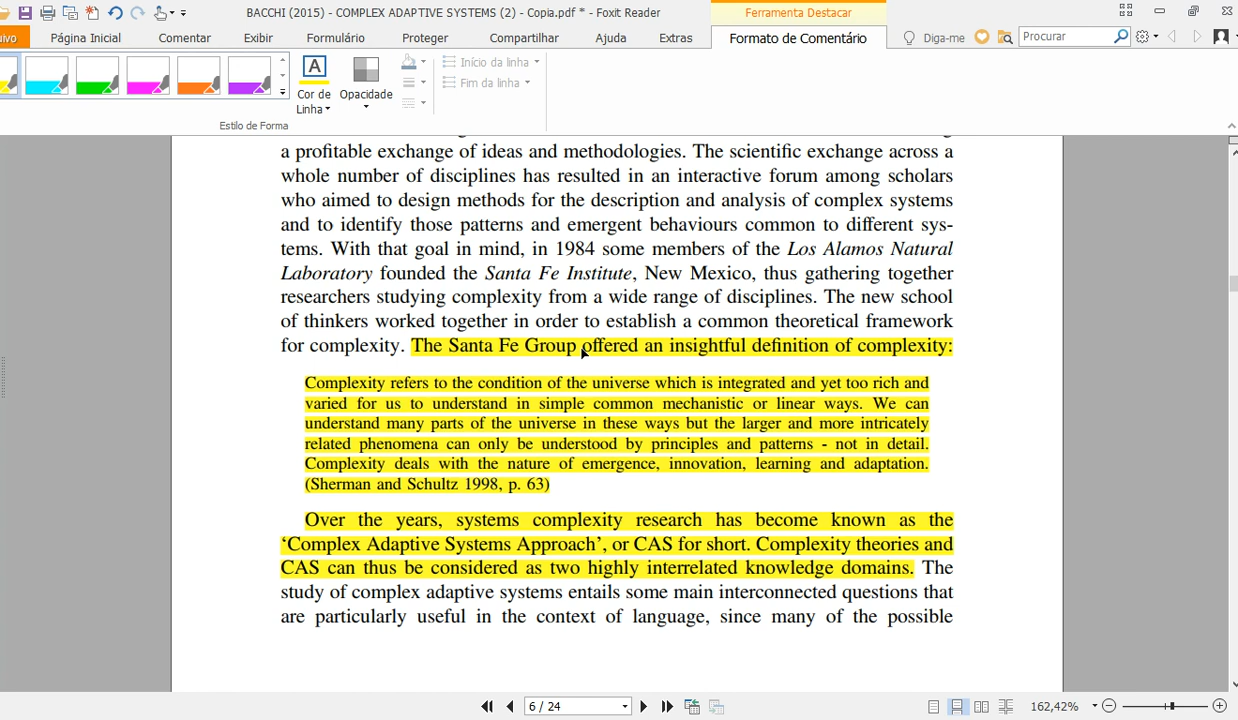 BACCHI (2015) - COMPLEX ADAPTIVE SYSTEMS (2) - Copia.pdf * - Foxit Reader
Ferramenta Destacar
Página Inicial Comentar Exibir Formulário Proteger Compartilhar Ajuda Extras Formato de Comentário Diga-me Procurar
Cor de Linha
Opacidade
Início da linha
Fim da linha
Estilo de Forma
a profitable exchange of ideas and methodologies. The scientific exchange across a
whole number of disciplines has resulted in an interactive forum among scholars
who aimed to design methods for the description and analysis of complex systems
and to identify those patterns and emergent behaviours common to different sys-
tems. With that goal in mind, in 1984 some members of the Los Alamos Natural
Laboratory founded the Santa Fe Institute, New Mexico, thus gathering together
researchers studying complexity from a wide range of disciplines. The new school
of thinkers worked together in order to establish a common theoretical framework
for complexity. The Santa Fe Group offered an insightful definition of complexity:
Complexity refers to the condition of the universe which is integrated and yet too rich and
varied for us to understand in simple common mechanistic or linear ways. We can
understand many parts of the universe in these ways but the larger and more intricately
related phenomena can only be understood by principles and patterns - not in detail.
Complexity deals with the nature of emergence, innovation, learning and adaptation.
(Sherman and Schultz 1998, p. 63)
Over the years, systems complexity research has become known as the
‘Complex Adaptive Systems Approach’, or CAS for short. Complexity theories and
CAS can thus be considered as two highly interrelated knowledge domains. The
study of complex adaptive systems entails some main interconnected questions that
are particularly useful in the context of language, since many of the possible
6 / 24
162,42%